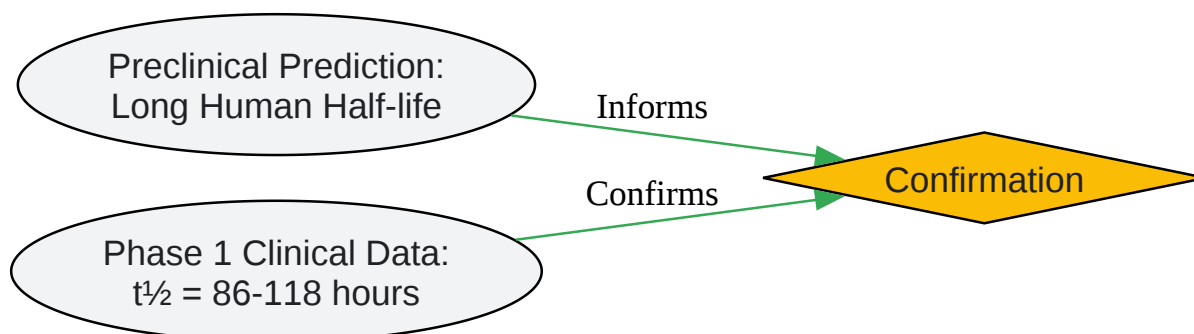 Preclinical Prediction:
Long Human Half-life
Informs
Confirmation
Confirms
Phase 1 Clinical Data:
t½ = 86-118 hours